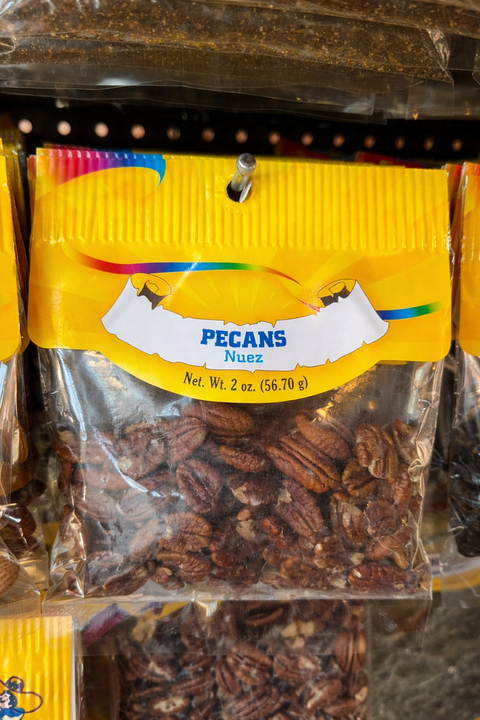 PECANS
Nuez
Net. Wt. 2 oz. (56.70 g)